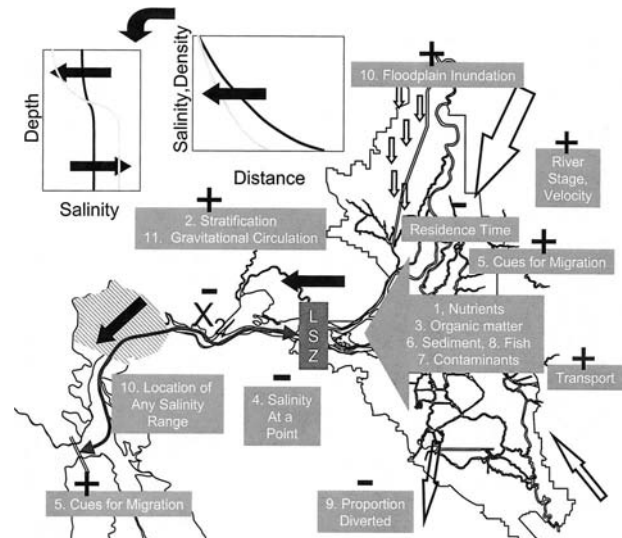 Depth
Salinity
Salinity,Density
Distance
+
10. Floodplain Inundation
+
River
Stage,
Velocity
+
2. Stratification
11. Gravitational Circulation
-
Residence Time
+
5. Cues for Migration
-
X2
L
S
Z
1, Nutrients
3. Organic matter
6. Sediment, 8. Fish
7. Contaminants
+
Transport
10. Location of
Any Salinity
Range
-
4. Salinity
At a
Point
+
5. Cues for Migration
-
9. Proportion
Diverted